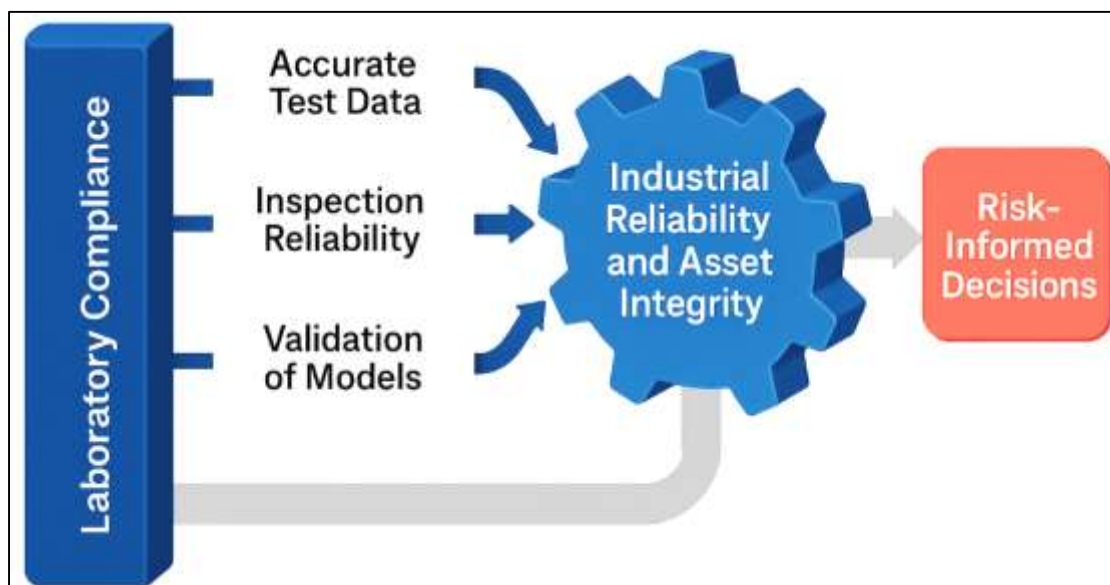 Laboratory Compliance
Accurate
Test Data
Inspection
Reliability
Validation
of Models
Industrial
Reliability
and Asset
Integrity
Risk-
Informed
Decisions